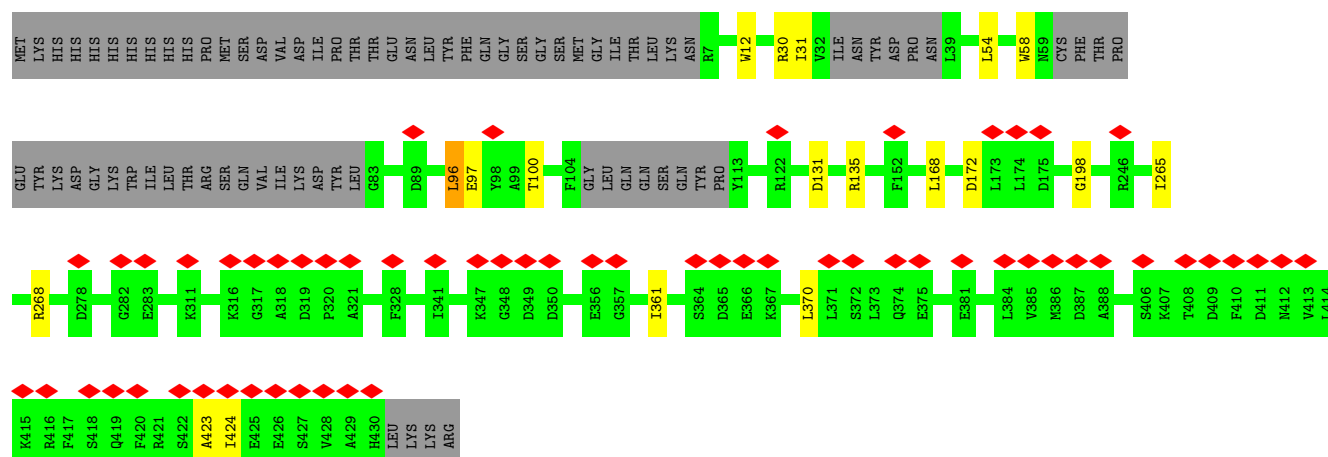 MET LYS HIS HIS HIS HIS HIS HIS HIS HIS HIS HIS PRO MET SER ASP VAL ASP ILE PRO THR THR GLU ASN LEU TYR PHE GLN GLY SER GLY SER MET GLY ILE THR LEU LYS ASN R7 W12 R30 I31 V32 ILE ASN TYR ASP PRO ASN L39 L54 W58 N59 CYS PHE THR PRO
GLU TYR LYS ASP GLY LYS TRP ILE LEU THR ARG SER GLN VAL ILE LYS ASP TYR LEU G83 D89 L96 E97 Y98 A99 T100 F104 GLY LEU GLN GLN SER GLN TYR PRO Y113 R122 D131 R135 F152 L168 D172 L173 L174 D175 G198 R246 I265
R268 D278 G282 E283 K311 K316 G317 A318 D319 P320 A321 F328 I341 K347 G348 D349 D350 E356 G357 I361 S364 D365 E366 K367 L370 L371 S372 L373 Q374 E375 E381 L384 V385 M386 D387 A388 S406 K407 T408 D409 F410 D411 N412 V413 L414
K415 R416 F417 S418 Q419 F420 R421 S422 A423 I424 E425 E426 S427 V428 A429 H430 LEU LYS LYS ARG